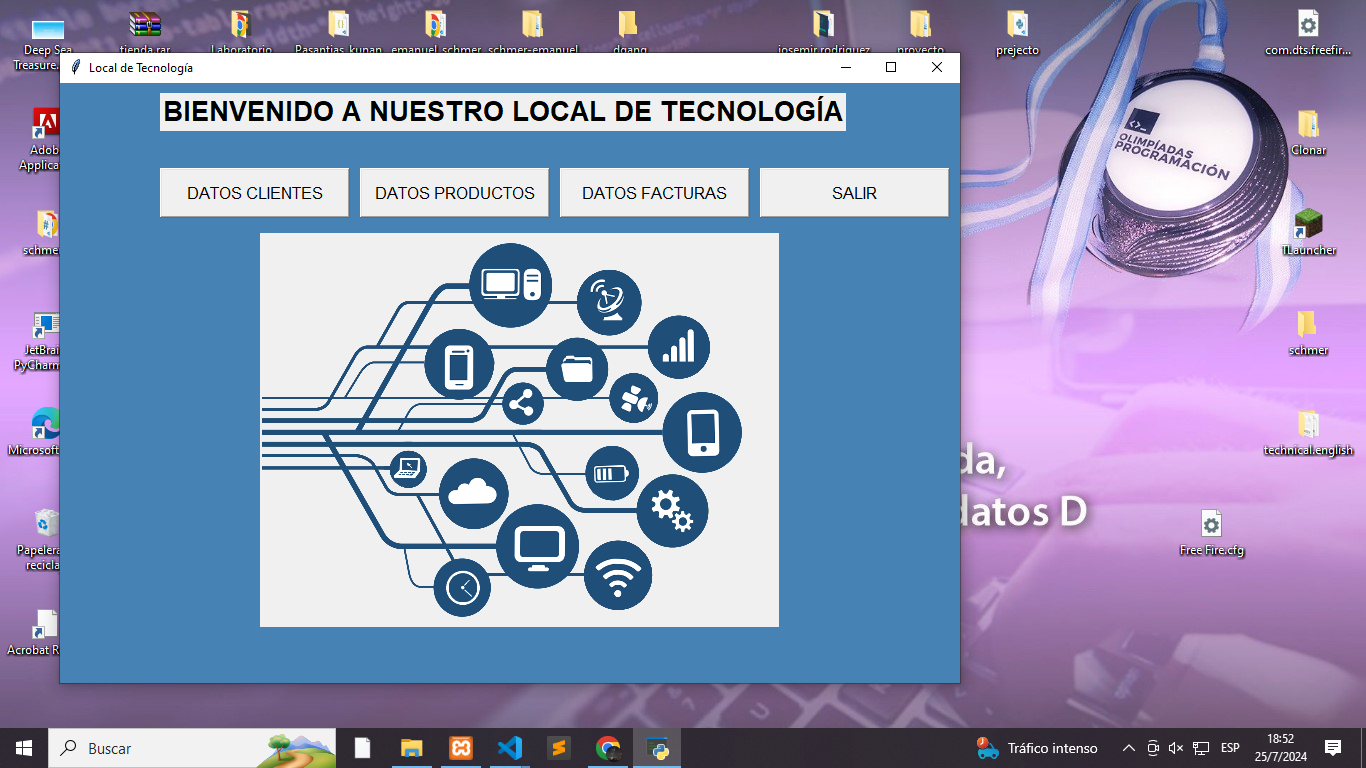 Deep Sea
Treasure...
tienda.rar
Laboratorio
Pasantias_kunan
emanuel.schmer
schmer-emanuel
dgang
josemir rodriguez
proyecto
prejecto
com.dts.freefir...
Local de Tecnología
BIENVENIDO A NUESTRO LOCAL DE TECNOLOGÍA
DATOS CLIENTES
DATOS PRODUCTOS
DATOS FACTURAS
SALIR
OLIMPÍADAS
PROGRAMACIÓN
Adob
Applica
Clonar
schme
TLauncher
JetBrai
PyCharm
schmer
Microsoft
technical.english
da,
datos D
Papelera
recicla
Free Fire.cfg
Acrobat R
Buscar
Tráfico intenso
ESP
18:52
25/7/2024